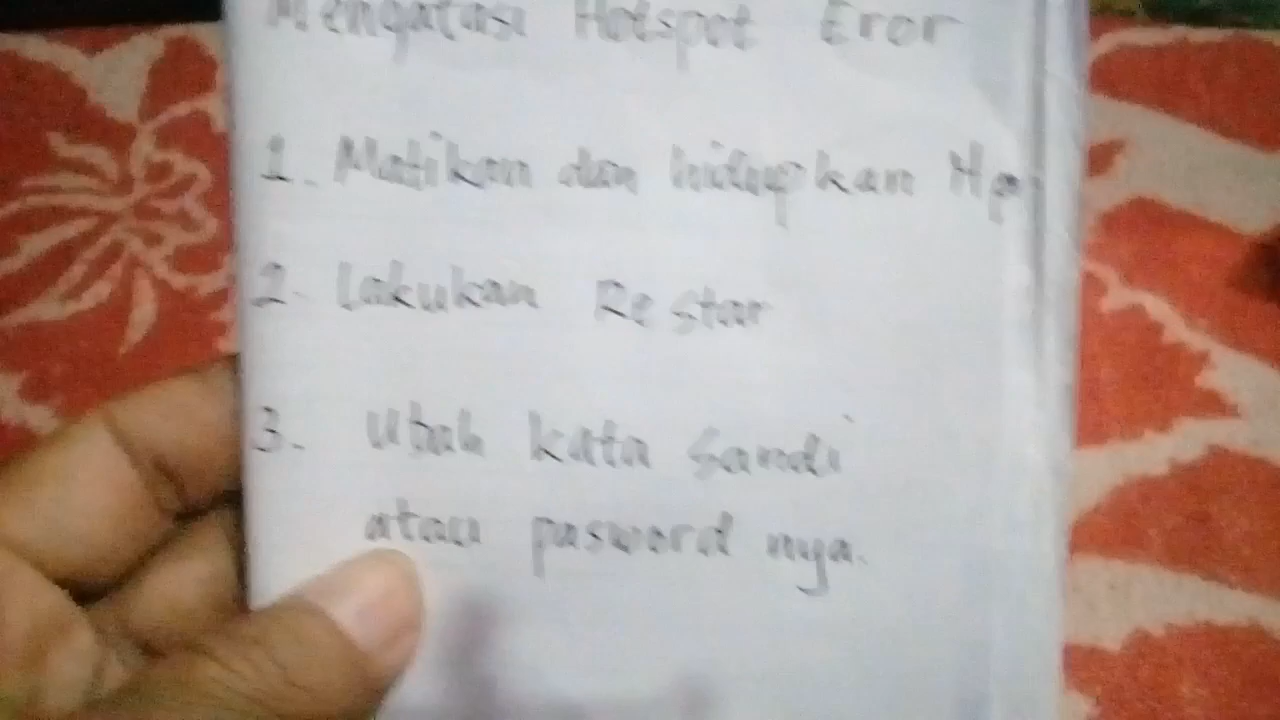 Mengatasi Hotspot Eror
1. Matikan dan hidupkan Hp
2. Lakukan Restar
3. Ubah kata Sandi
atau pasword nya.